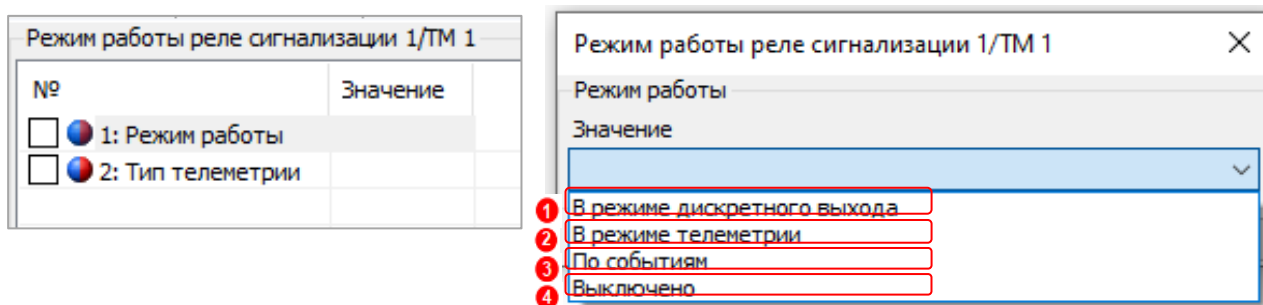 Режим работы реле сигнализации 1/ТМ 1
№ Значение
1: Режим работы
2: Тип телеметрии
Режим работы реле сигнализации 1/ТМ 1
Режим работы
Значение
1 В режиме дискретного выхода
2 В режиме телеметрии
3 По событиям
4 Выключено